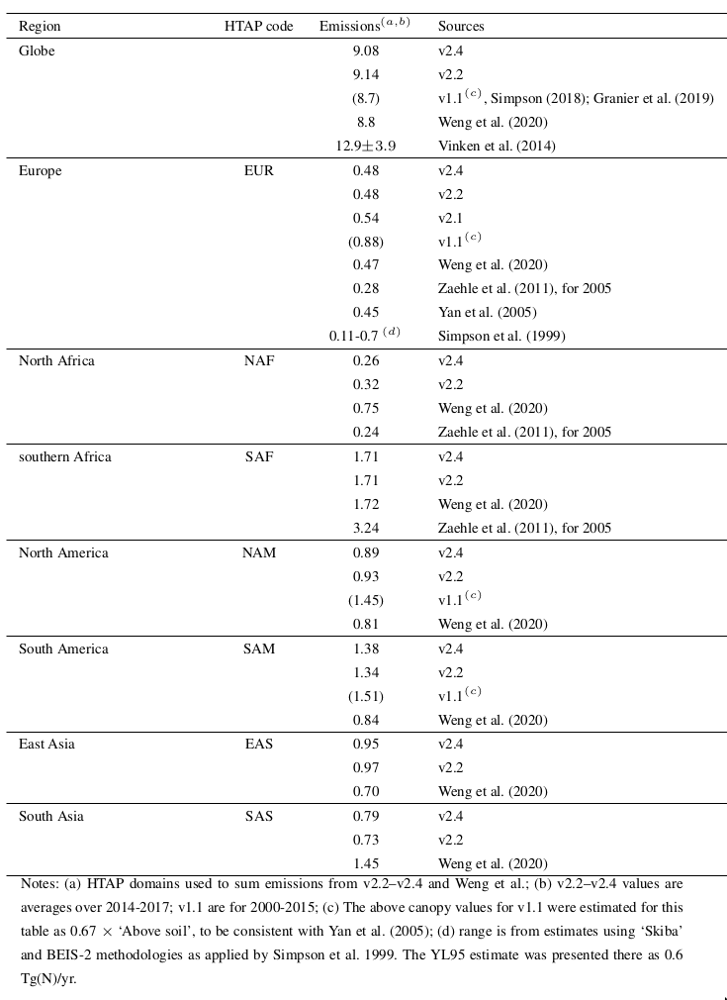 Region HTAP code Emissions(a,b) Sources
Globe 9.08 v2.4
9.14 v2.2
(8.7) v1.1(c), Simpson (2018); Granier et al. (2019)
8.8 Weng et al. (2020)
12.9±3.9 Vinken et al. (2014)
Europe EUR 0.48 v2.4
0.48 v2.2
0.54 v2.1
(0.88) v1.1(c)
0.47 Weng et al. (2020)
0.28 Zaehle et al. (2011), for 2005
0.45 Yan et al. (2005)
0.11-0.7 (d) Simpson et al. (1999)
North Africa NAF 0.26 v2.4
0.32 v2.2
0.75 Weng et al. (2020)
0.24 Zaehle et al. (2011), for 2005
southern Africa SAF 1.71 v2.4
1.71 v2.2
1.72 Weng et al. (2020)
3.24 Zaehle et al. (2011), for 2005
North America NAM 0.89 v2.4
0.93 v2.2
(1.45) v1.1(c)
0.81 Weng et al. (2020)
South America SAM 1.38 v2.4
1.34 v2.2
(1.51) v1.1(c)
0.84 Weng et al. (2020)
East Asia EAS 0.95 v2.4
0.97 v2.2
0.70 Weng et al. (2020)
South Asia SAS 0.79 v2.4
0.73 v2.2
1.45 Weng et al. (2020)
Notes: (a) HTAP domains used to sum emissions from v2.2–v2.4 and Weng et al.; (b) v2.2–v2.4 values are
averages over 2014-2017; v1.1 are for 2000-2015; (c) The above canopy values for v1.1 were estimated for this
table as 0.67 × ‘Above soil’, to be consistent with Yan et al. (2005); (d) range is from estimates using ‘Skiba’
and BEIS-2 methodologies as applied by Simpson et al. 1999. The YL95 estimate was presented there as 0.6
Tg(N)/yr.